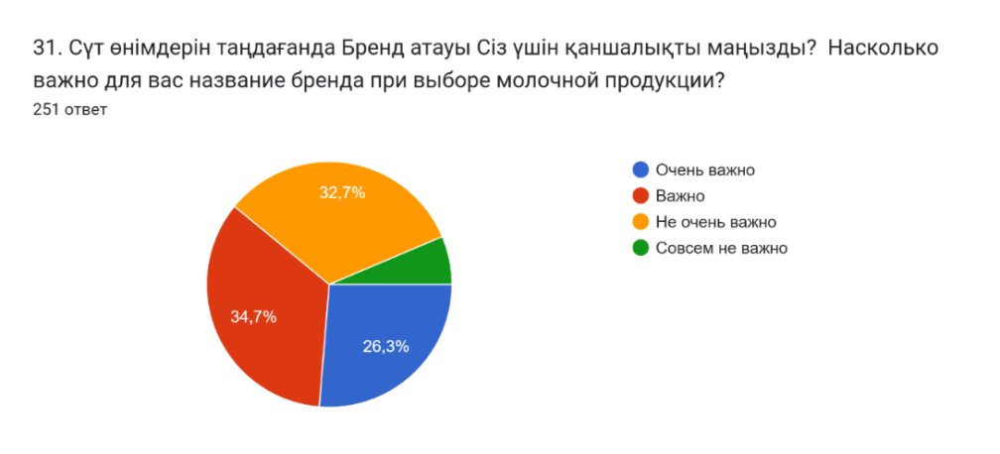 31. Сүт өнімдерін таңдағанда Бренд атауы Сіз үшін қаншалықты маңызды?  Насколько
важно для вас название бренда при выборе молочной продукции?
251 ответ
Очень важно
Важно
Не очень важно
Совсем не важно
32,7%
34,7%
26,3%